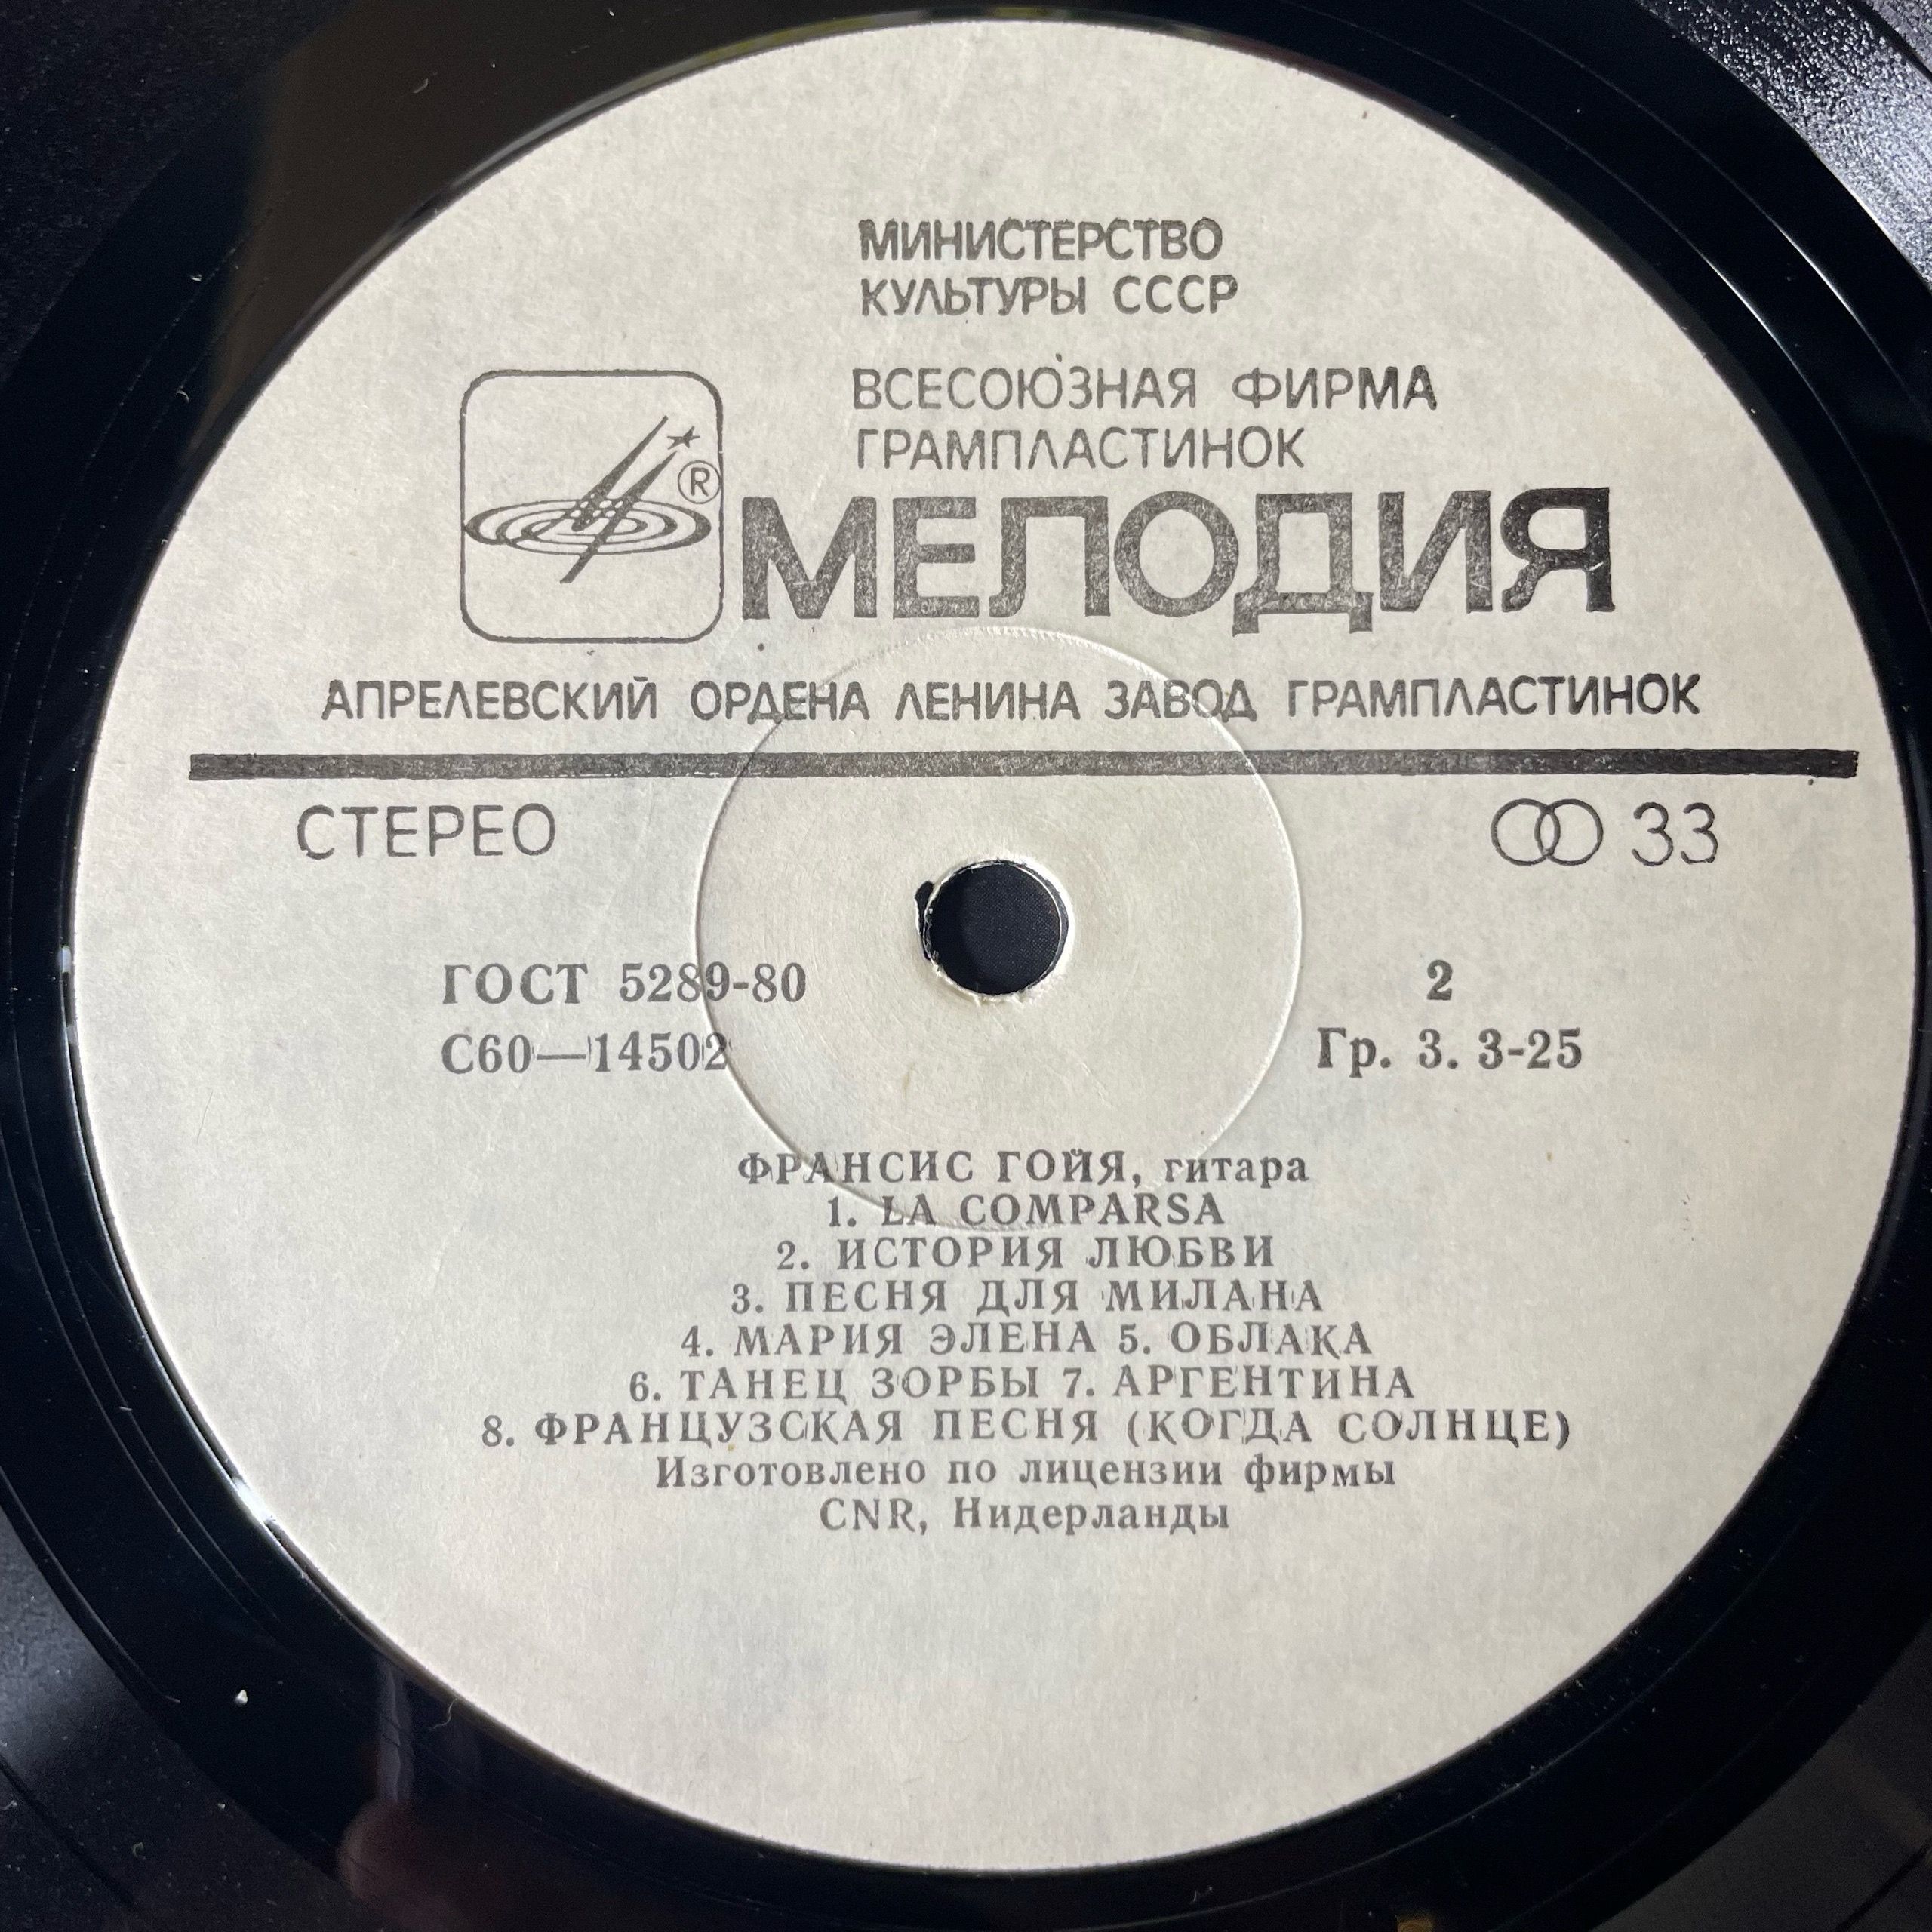 МИНИСТЕРСТВО
КУЛЬТУРЫ СССР
ВСЕСОЮЗНАЯ ФИРМА
ГРАМПЛАСТИНОК
®
МЕЛОДИЯ
АПРЕЛЕВСКИЙ ОРДЕНА ЛЕНИНА ЗАВОД ГРАМПЛАСТИНОК
СТЕРЕО 33
ГОСТ 5289-80 2
С60—14502 Гр. 3. 3-25
ФРАНСИС ГОЙЯ, гитара
1. LA COMPARSA
2. ИСТОРИЯ ЛЮБВИ
3. ПЕСНЯ ДЛЯ МИЛАНА
4. МАРИЯ ЭЛЕНА 5. ОБЛАКА
6. ТАНЕЦ ЗОРБЫ 7. АРГЕНТИНА
8. ФРАНЦУЗСКАЯ ПЕСНЯ (КОГДА СОЛНЦЕ)
Изготовлено по лицензии фирмы
CNR, Нидерланды